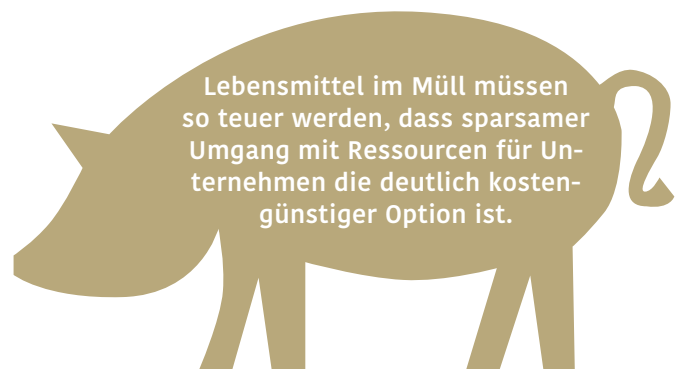 Lebensmittel im Müll müssen
so teuer werden, dass sparsamer
Umgang mit Ressourcen für Un-
ternehmen die deutlich kosten-
günstiger Option ist.